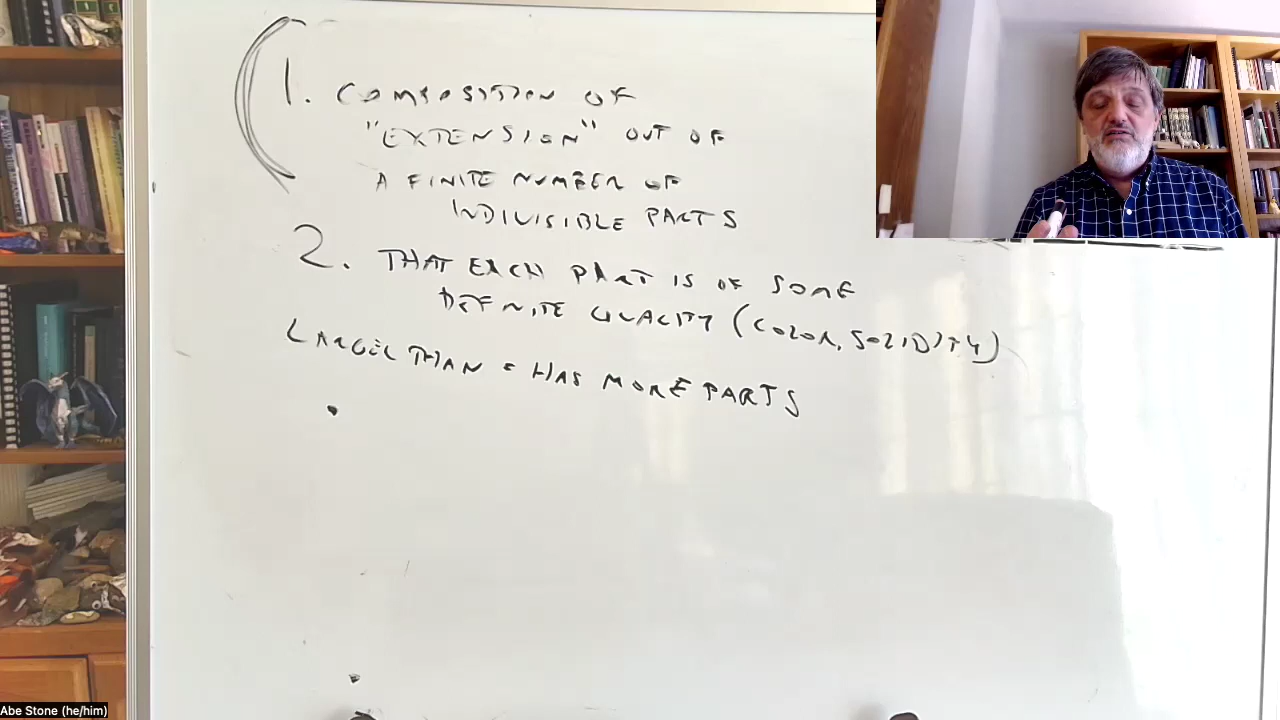 1. COMPOSITION OF
"EXTENSION" OUT OF
A FINITE NUMBER OF
INDIVISIBLE PARTS
2. THAT EACH PART IS OF SOME
DEFINITE QUALITY (COLOR, SOLIDITY)
LARGER THAN = HAS MORE PARTS
Abe Stone (he/him)